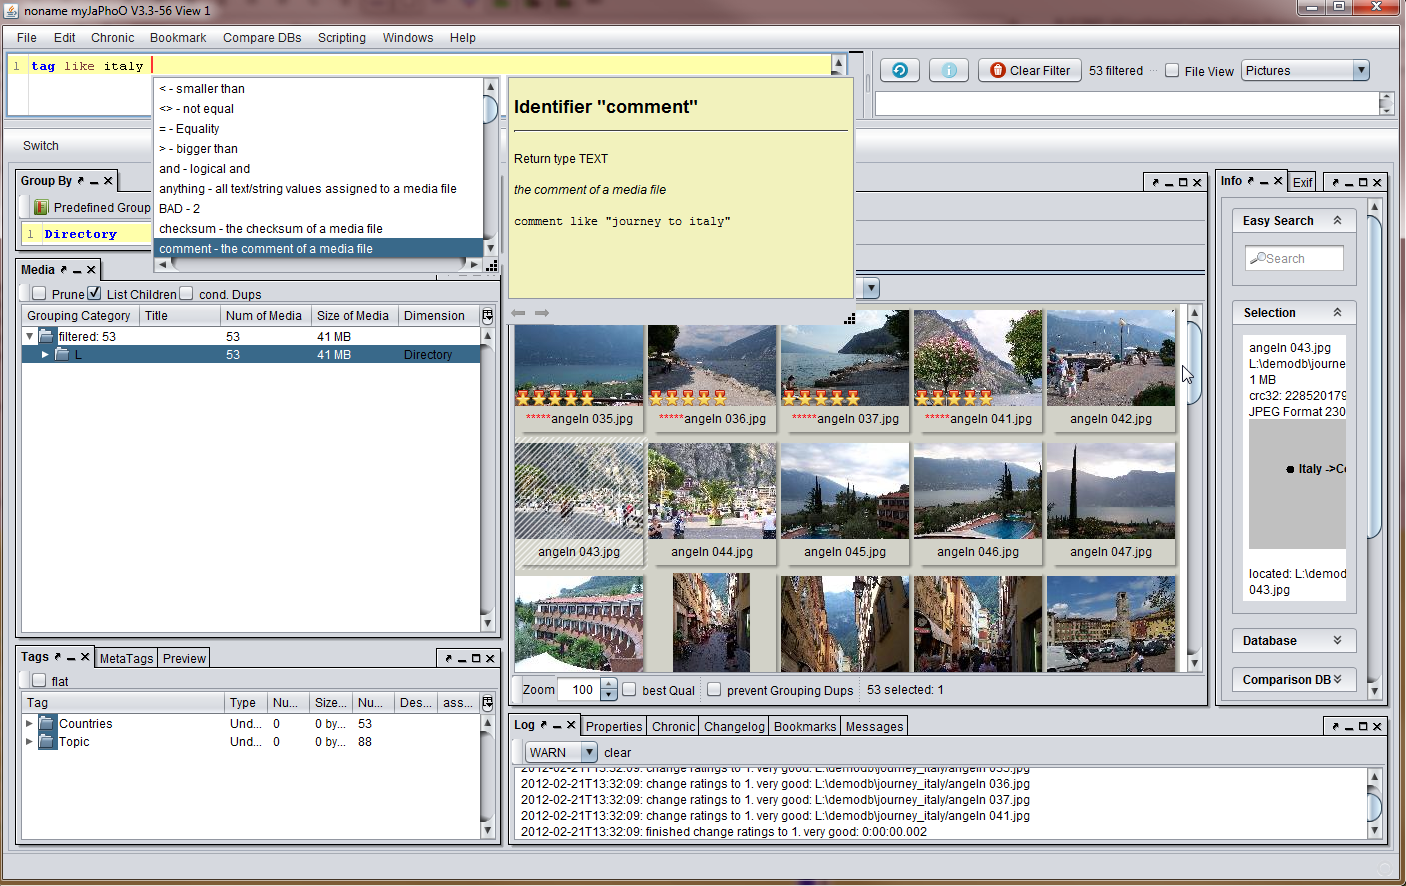 noname myJaPhoO V3.3-56 View 1
File Edit Chronic Bookmark Compare DBs Scripting Windows Help
1 tag like italy
Clear Filter 53 filtered File View Pictures
< - smaller than
<> - not equal
= - Equality
> - bigger than
and - logical and
anything - all text/string values assigned to a media file
BAD - 2
checksum - the checksum of a media file
comment - the comment of a media file
Identifier "comment"
Return type TEXT
the comment of a media file
comment like "journey to italy"
Switch
Group By
Predefined Group
1 Directory
Media
Prune List Children cond. Dups
Grouping Category Title Num of Media Size of Media Dimension
filtered: 53 53 41 MB
L 53 41 MB Directory
*****angeln 035.jpg *****angeln 036.jpg *****angeln 037.jpg *****angeln 041.jpg angeln 042.jpg
angeln 043.jpg angeln 044.jpg angeln 045.jpg angeln 046.jpg angeln 047.jpg
Zoom 100 best Qual prevent Grouping Dups 53 selected: 1
Info Exif
Easy Search
Search
Selection
angeln 043.jpg
L:\demodb\journe
1 MB
crc32: 228520179
JPEG Format 230
Italy ->Co
located: L:\demod
043.jpg
Database
Comparison DB
Tags MetaTags Preview
flat
Tag Type Nu... Size... Nu... Des... ass...
Countries Und... 0 0 by... 53
Topic Und... 0 0 by... 88
Log Properties Chronic Changelog Bookmarks Messages
WARN clear
2012-02-21T13:32:09: change ratings to 1. very good: L:\demodb\journey_italy/angeln 035.jpg
2012-02-21T13:32:09: change ratings to 1. very good: L:\demodb\journey_italy/angeln 036.jpg
2012-02-21T13:32:09: change ratings to 1. very good: L:\demodb\journey_italy/angeln 037.jpg
2012-02-21T13:32:09: change ratings to 1. very good: L:\demodb\journey_italy/angeln 041.jpg
2012-02-21T13:32:09: finished change ratings to 1. very good: 0:00:00.002